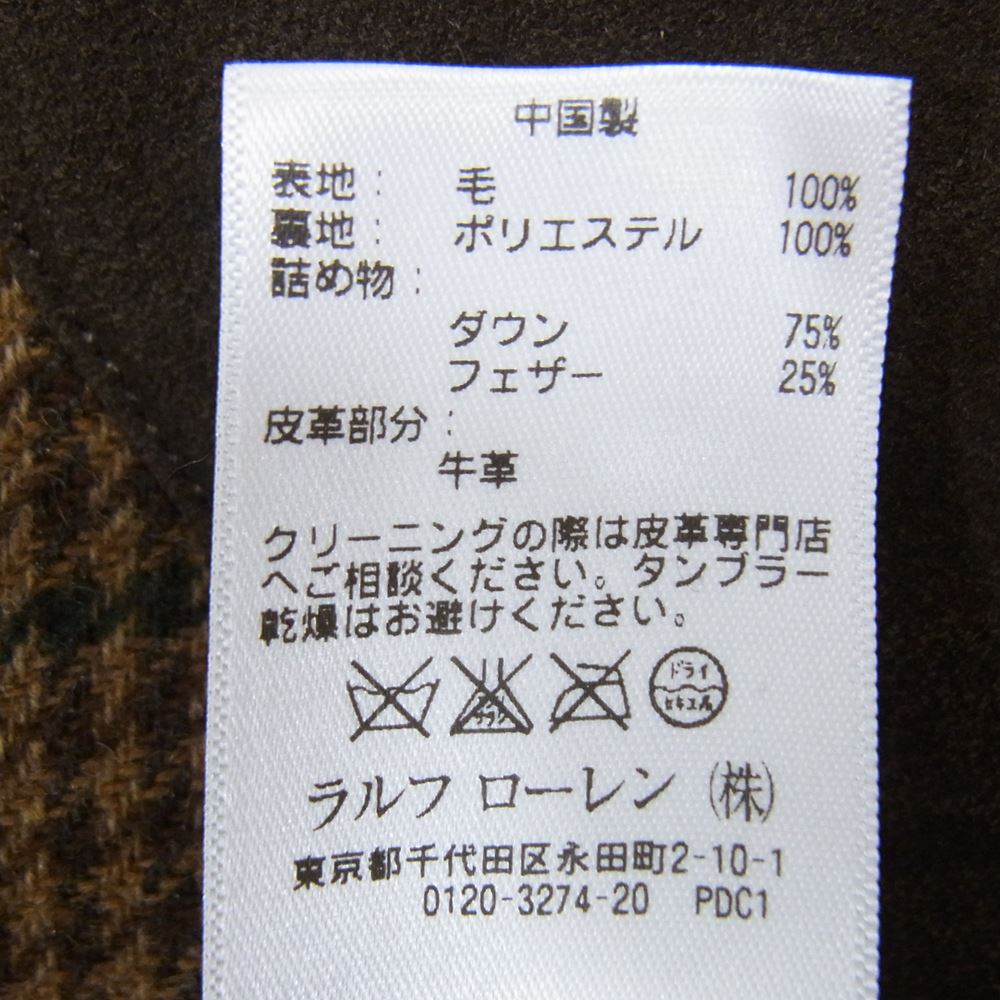 中国製
表地： 毛 100%
裏地： ポリエステル 100%
詰め物：
ダウン 75%
フェザー 25%
皮革部分：
牛革
クリーニングの際は皮革専門店
へご相談ください。タンブラー
乾燥はお避けください。
ドライ
セキユ系
ラルフ ローレン (株)
東京都千代田区永田町2-10-1
0120-3274-20 PDC1